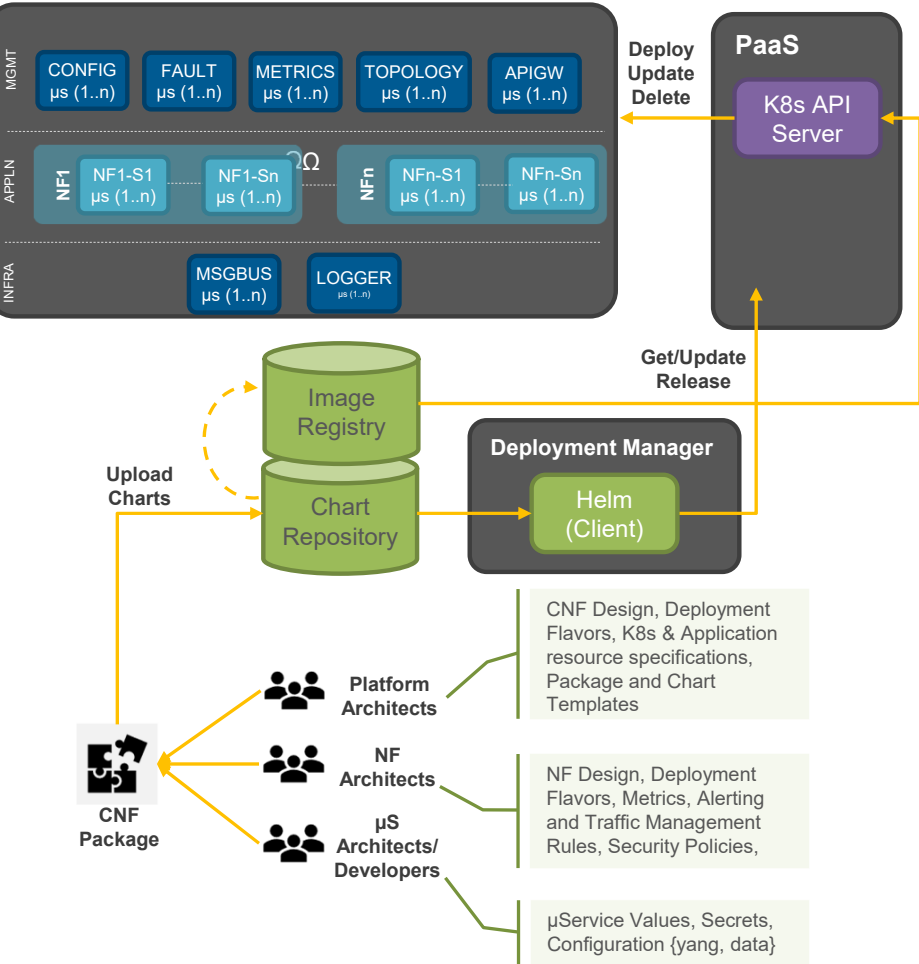 MGMT
CONFIG
µs (1..n)
FAULT
µs (1..n)
METRICS
µs (1..n)
TOPOLOGY
µs (1..n)
APIGW
µs (1..n)
APPLN
NF1
NF1-S1
µs (1..n)
NF1-Sn
µs (1..n)
ΩΩ
NFn
NFn-S1
µs (1..n)
NFn-Sn
µs (1..n)
INFRA
MSGBUS
µs (1..n)
LOGGER
µs (1..n)
Deploy
Update
Delete
PaaS
K8s API
Server
Get/Update
Release
Image
Registry
Chart
Repository
Upload
Charts
Deployment Manager
Helm
(Client)
CNF
Package
Platform
Architects
CNF Design, Deployment
Flavors, K8s & Application
resource specifications,
Package and Chart
Templates
NF
Architects
NF Design, Deployment
Flavors, Metrics, Alerting
and Traffic Management
Rules, Security Policies,
µS
Architects/
Developers
µService Values, Secrets,
Configuration {yang, data}